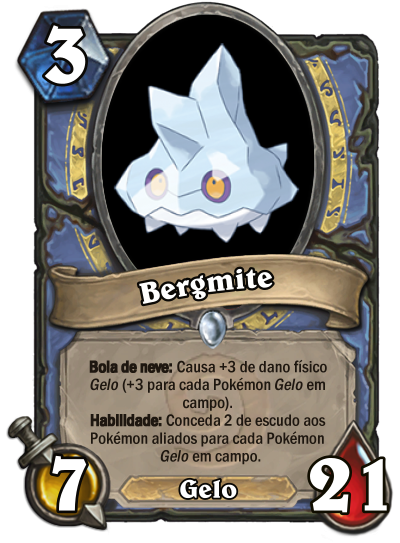 3
Bergmite
Bola de neve: Causa +3 de dano físico
Gelo (+3 para cada Pokémon Gelo em
campo).
Habilidade: Conceda 2 de escudo aos
Pokémon aliados para cada Pokémon
Gelo em campo.
7
Gelo
21